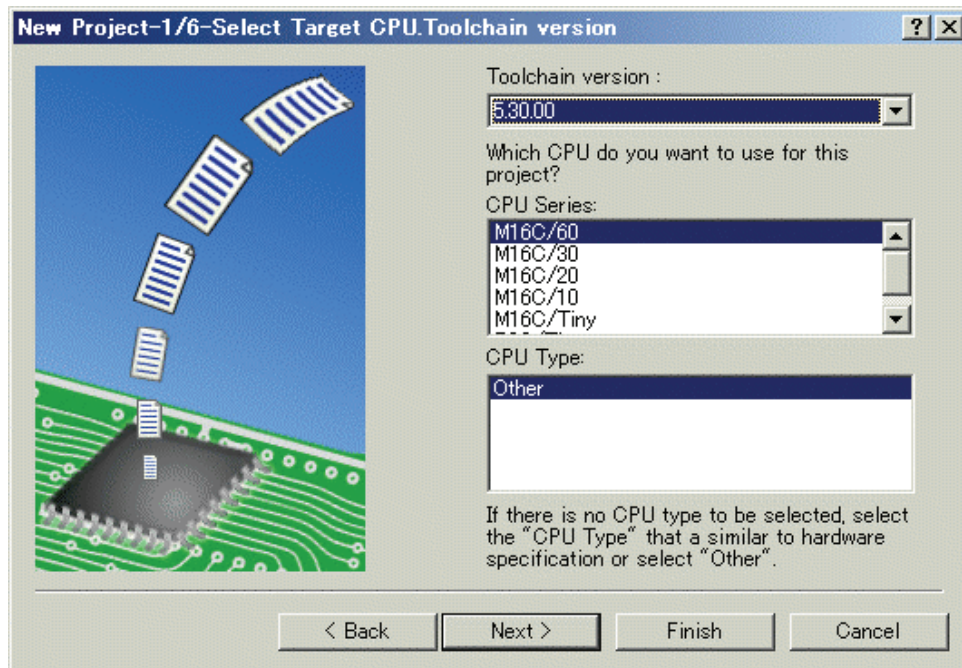 New Project-1/6-Select Target CPU.Toolchain version
Toolchain version :
5.30.00
Which CPU do you want to use for this
project?
CPU Series:
M16C/60
M16C/30
M16C/20
M16C/10
M16C/Tiny
CPU Type:
Other
If there is no CPU type to be selected, select
the "CPU Type" that a similar to hardware
specification or select "Other".
< Back
Next >
Finish
Cancel